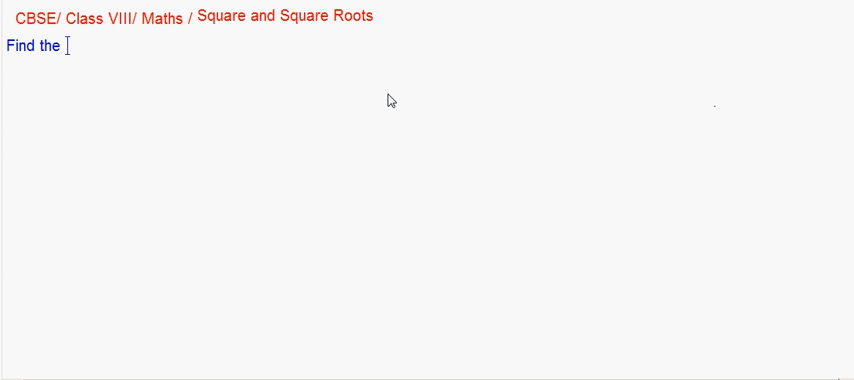 CBSE/ Class VIII/ Maths / Square and Square Roots
Find the